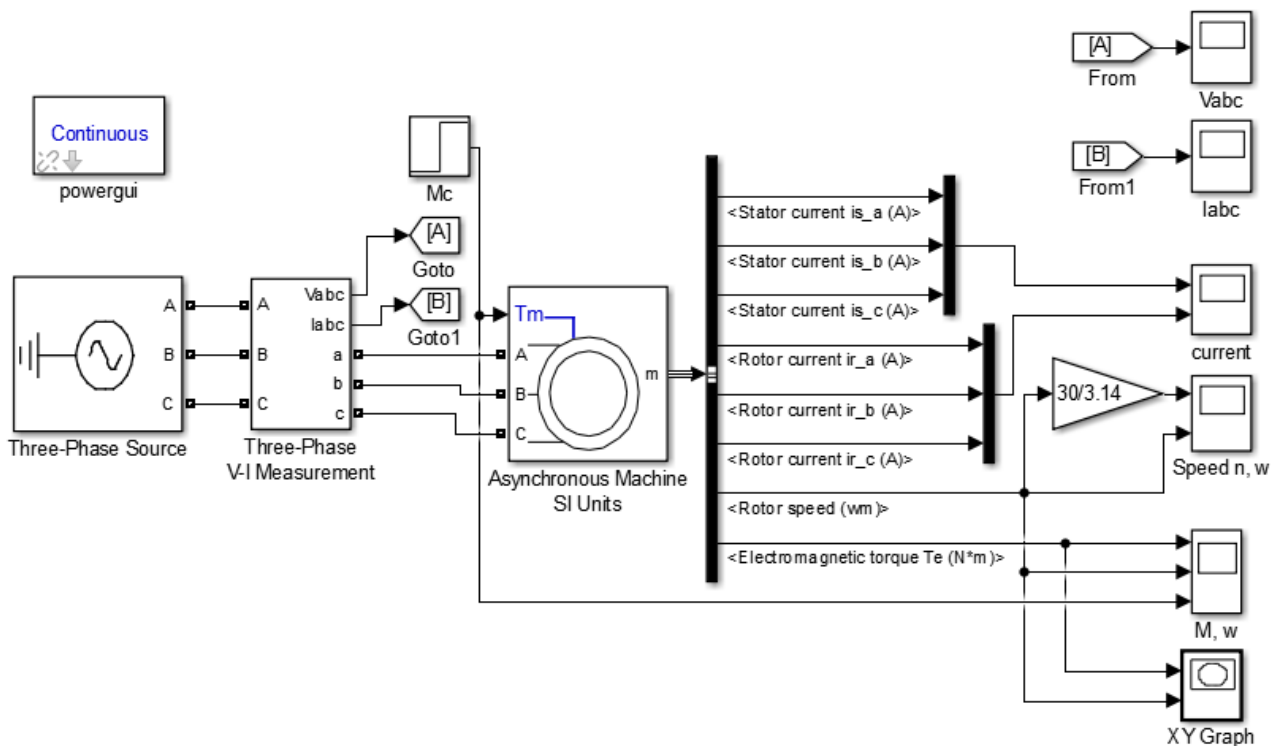 [A]
From
Vabc
Continuous
powergui
[B]
From1
Iabc
Mc
[A]
Goto
[B]
Goto1
<Stator current is_a (A)>
<Stator current is_b (A)>
<Stator current is_c (A)>
<Rotor current ir_a (A)>
<Rotor current ir_b (A)>
<Rotor current ir_c (A)>
<Rotor speed (wm)>
<Electromagnetic torque Te (N*m)>
current
30/3.14
Speed n, w
M, w
XY Graph
A
B
C
Three-Phase Source
A
B
C
Vabc
Iabc
a
b
c
Three-Phase
V-I Measurement
Tm
A
B
C
m
Asynchronous Machine
SI Units